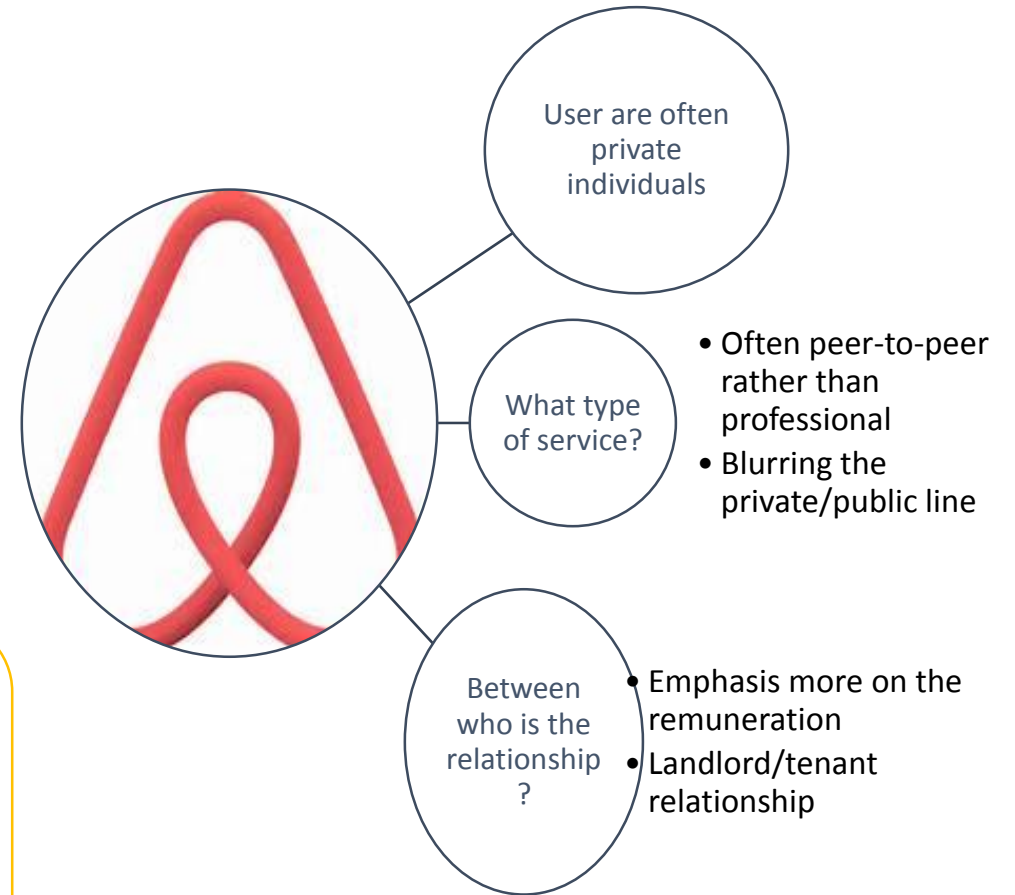 User are often
private
individuals
What type
of service?
• Often peer-to-peer
rather than
professional
• Blurring the
private/public line
Between
who is the
relationship
?
• Emphasis more on the
remuneration
• Landlord/tenant
relationship